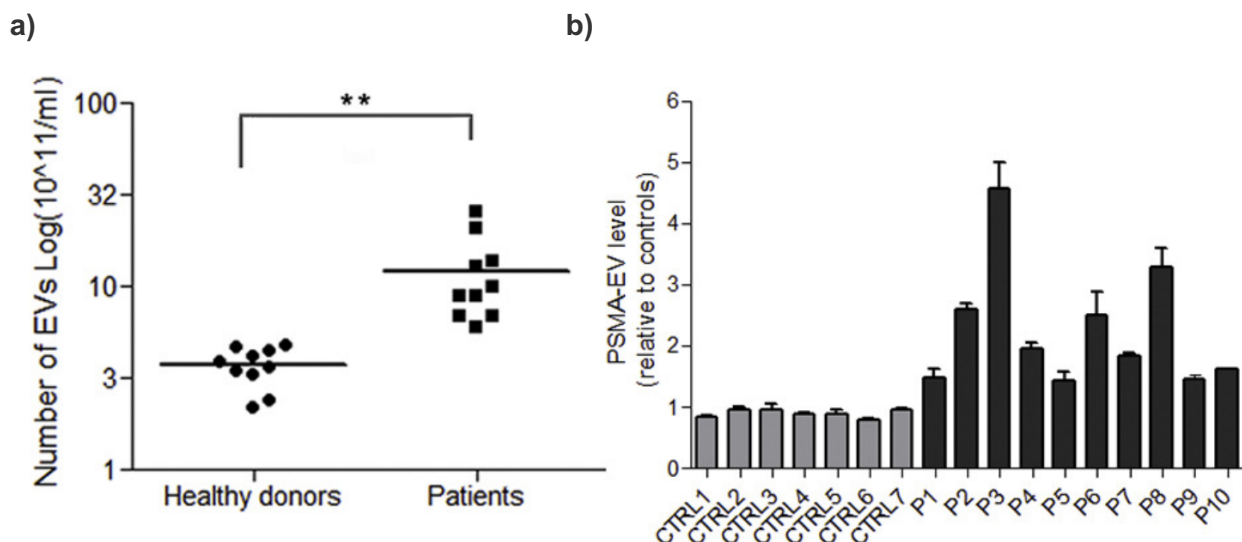 a)
Number of EVs Log(10^11/ml)
100
32
10
3
1
**
Healthy donors
Patients
b)
PSMA-EV level
(relative to controls)
6
5
4
3
2
1
0
CTRL1
CTRL2
CTRL3
CTRL4
CTRL5
CTRL6
CTRL7
P1
P2
P3
P4
P5
P6
P7
P8
P9
P10